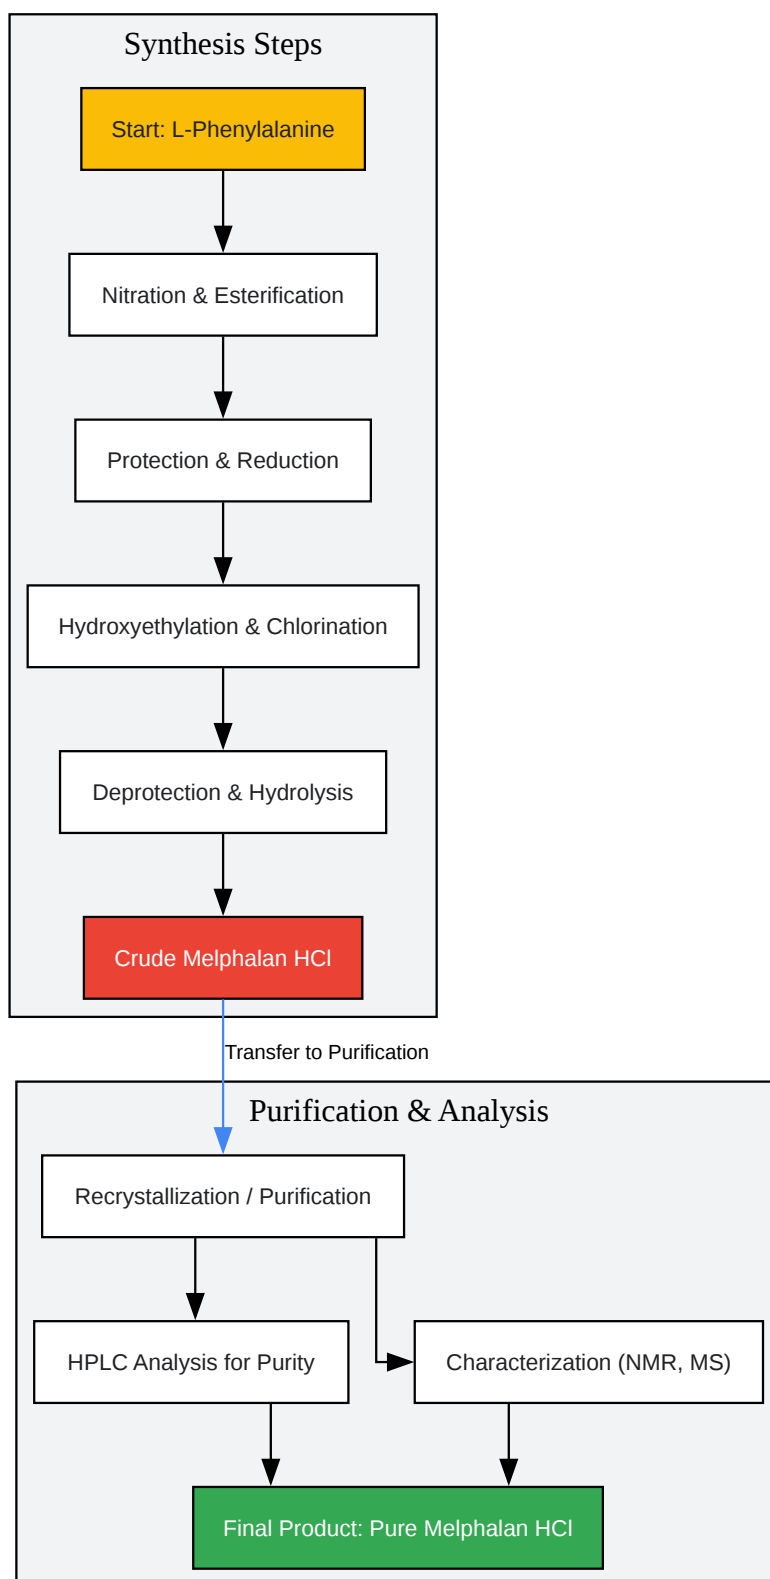 Synthesis Steps
Start: L-Phenylalanine
Nitration & Esterification
Protection & Reduction
Hydroxyethylation & Chlorination
Deprotection & Hydrolysis
Crude Melphalan HCl
Transfer to Purification
Purification & Analysis
Recrystallization / Purification
HPLC Analysis for Purity
Characterization (NMR, MS)
Final Product: Pure Melphalan HCl